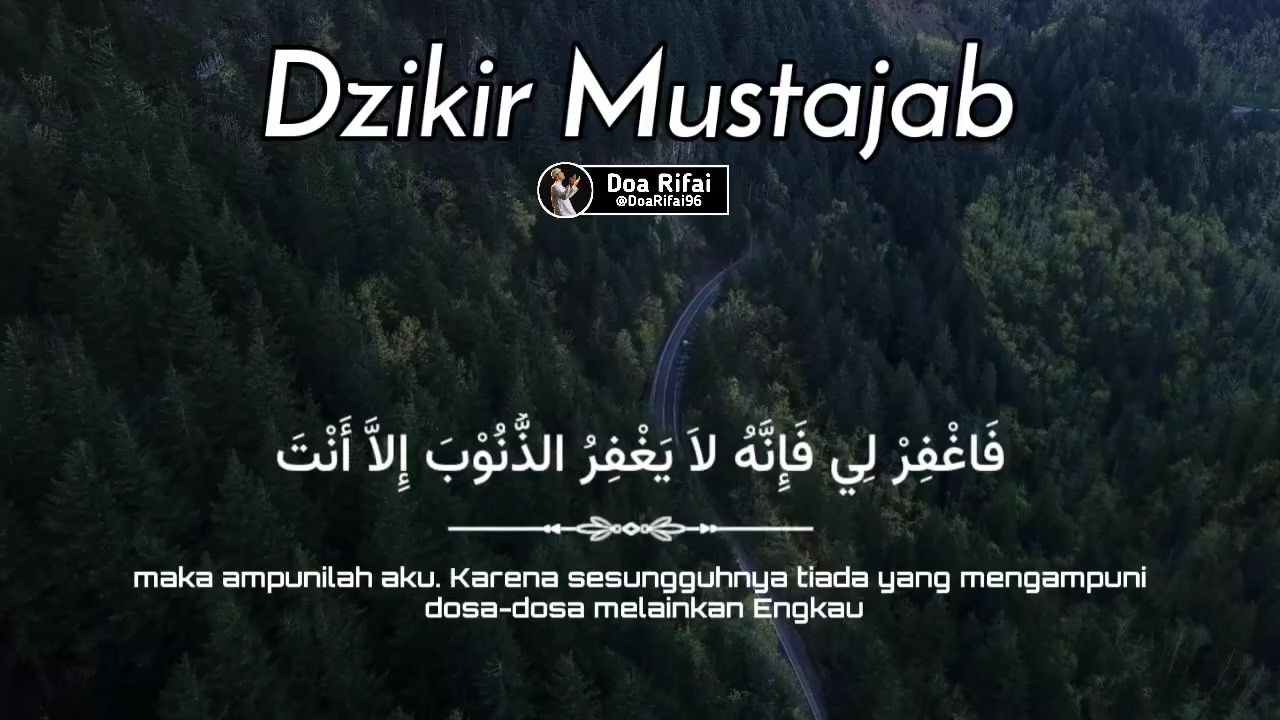 Dzikir Mustajab
Doa Rifai
@DoaRifai96
فَاغْفِرْ لِي فَإِنَّهُ لاَ يَغْفِرُ الذُّنُوْبَ إِلاَّ أَنْتَ
maka ampunilah aku. Karena sesungguhnya tiada yang mengampuni
dosa-dosa melainkan Engkau